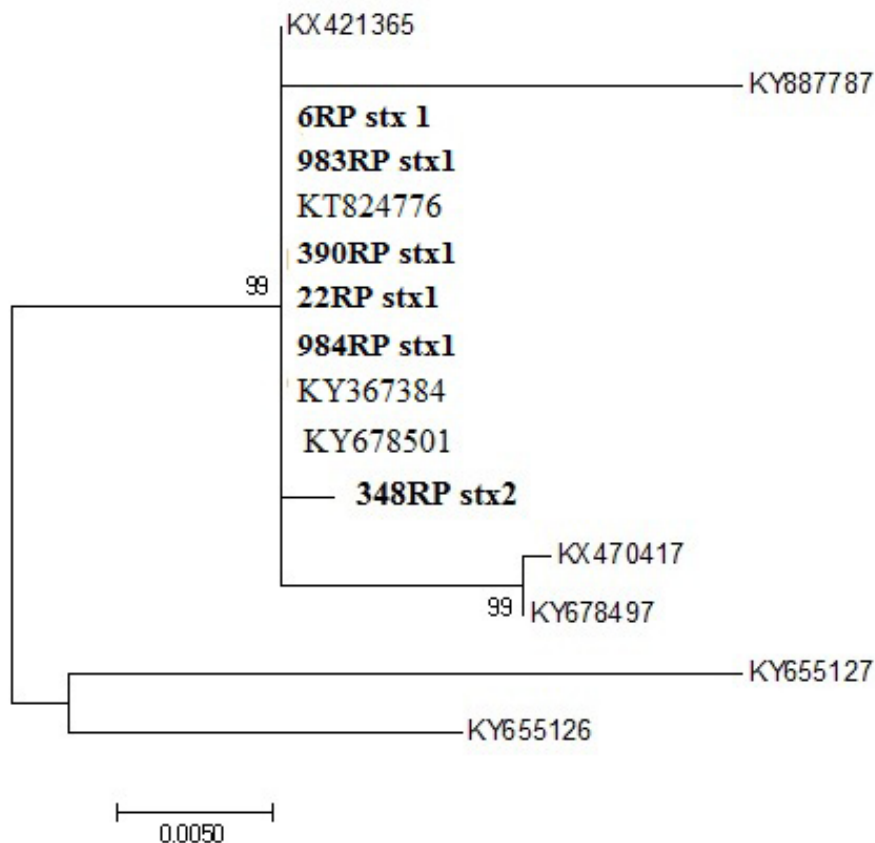 KX421365
KY887787
6RP stx 1
983RP stx1
KT824776
390RP stx1
99
22RP stx1
984RP stx1
KY367384
KY678501
348RP stx2
KX470417
99
KY678497
KY655127
KY655126
0.0050